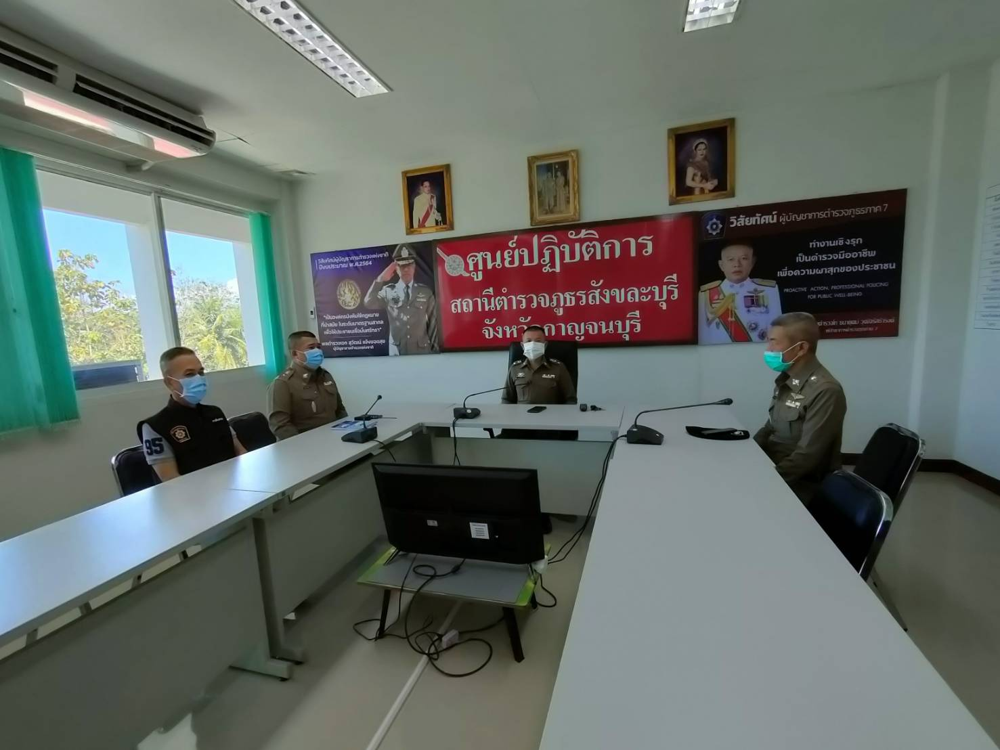 วิสัยทัศน์ผู้บัญชาการตำรวจแห่งชาติ
ปีงบประมาณ พ.ศ.2564
"เป็นองค์กรบังคับใช้กฎหมาย
ที่นำสมัย ในระดับมาตรฐานสากล
เพื่อให้ประชาชนเชื่อมั่นศรัทธา"
พลตำรวจเอก สุวัฒน์ แจ้งยอดสุข
ผู้บัญชาการตำรวจแห่งชาติ
ศูนย์ปฏิบัติการ
สถานีตำรวจภูธรสังขละบุรี
จังหวัดกาญจนบุรี
วิสัยทัศน์ ผู้บัญชาการตำรวจภูธรภาค 7
ทำงานเชิงรุก
เป็นตำรวจมืออาชีพ
เพื่อความผาสุกของประชาชน
PROACTIVE ACTION, PROFESSIONAL POLICING
FOR PUBLIC WELL-BEING
95